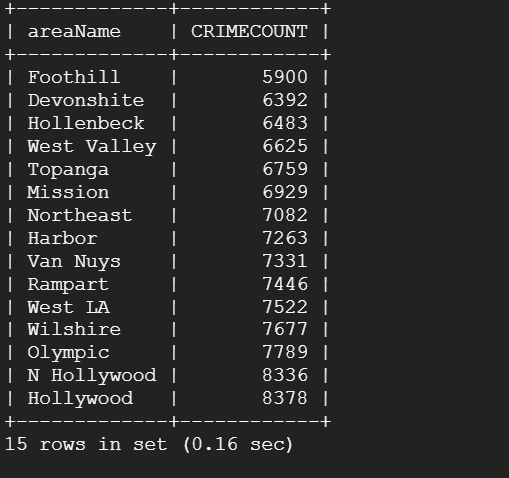 +-------------+------------+
| areaName    | CRIMECOUNT |
+-------------+------------+
| Foothill    |       5900 |
| Devonshite  |       6392 |
| Hollenbeck  |       6483 |
| West Valley |       6625 |
| Topanga     |       6759 |
| Mission     |       6929 |
| Northeast   |       7082 |
| Harbor      |       7263 |
| Van Nuys    |       7331 |
| Rampart     |       7446 |
| West LA     |       7522 |
| Wilshire    |       7677 |
| Olympic     |       7789 |
| N Hollywood |       8336 |
| Hollywood   |       8378 |
+-------------+------------+
15 rows in set (0.16 sec)